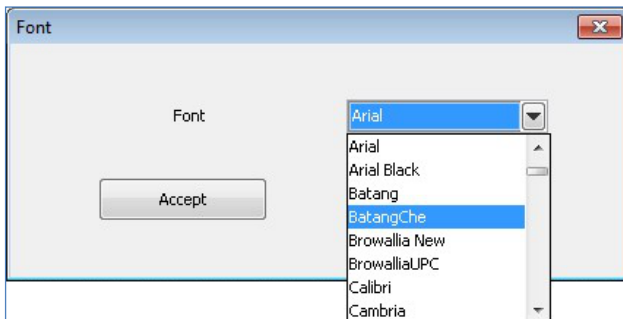 Font
Font
Arial
Arial
Arial Black
Batang
Accept
BatangChe
Browallia New
BrowalliaUPC
Calibri
Cambria